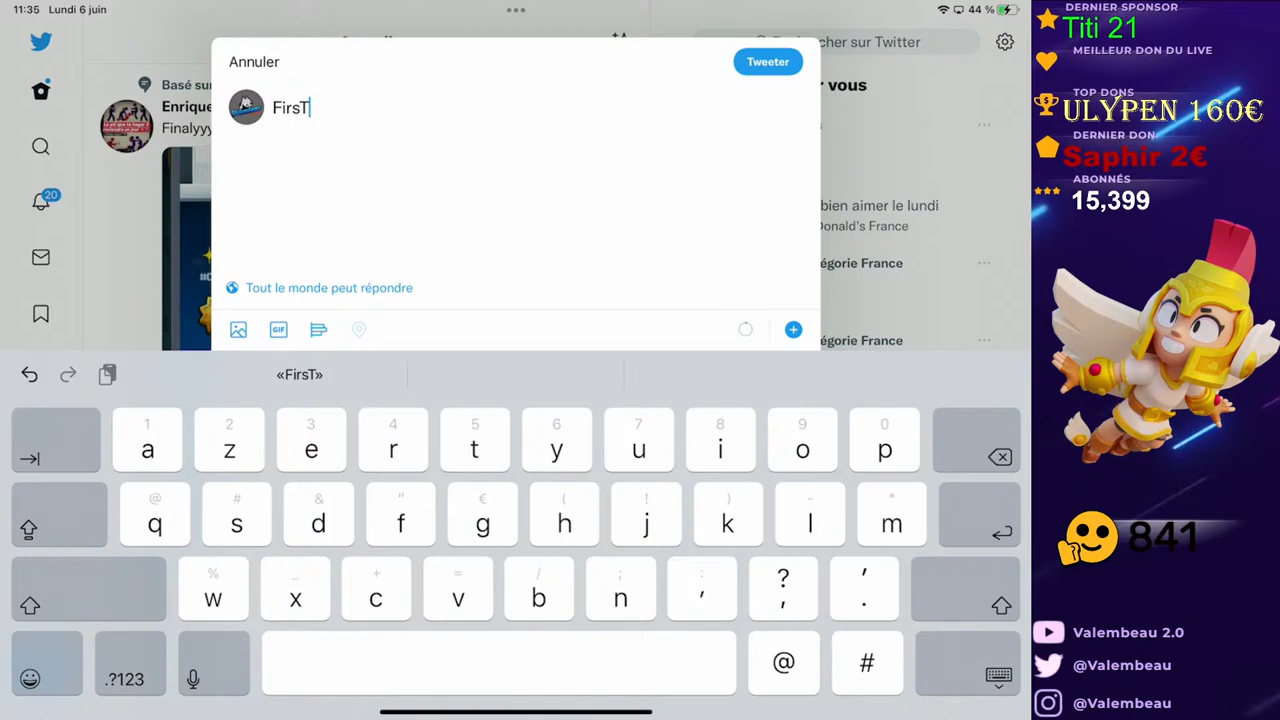 11:35 Lundi 6 juin
44 %
Basé sur
Enrique
Finalyyy
20
Annuler
Tweeter
FirsT
Tout le monde peut répondre
GIF
cher sur Twitter
r vous
bien aimer le lundi
Donald's France
égorie France
égorie France
«FirsT»
1 2 3 4 5 6 7 8 9 0
a z e r t y u i o p
@ # & " € ( ! ) - *
q s d f g h j k l m
% _ + = / ; : ? '
w x c v b n ' , .
.?123
@ #
DERNIER SPONSOR
Titi 21
MEILLEUR DON DU LIVE
TOP DONS
ULYPEN 160€
DERNIER DON
Saphir 2€
ABONNÉS
15,399
841
Valembeau 2.0
@Valembeau
@Valembeau